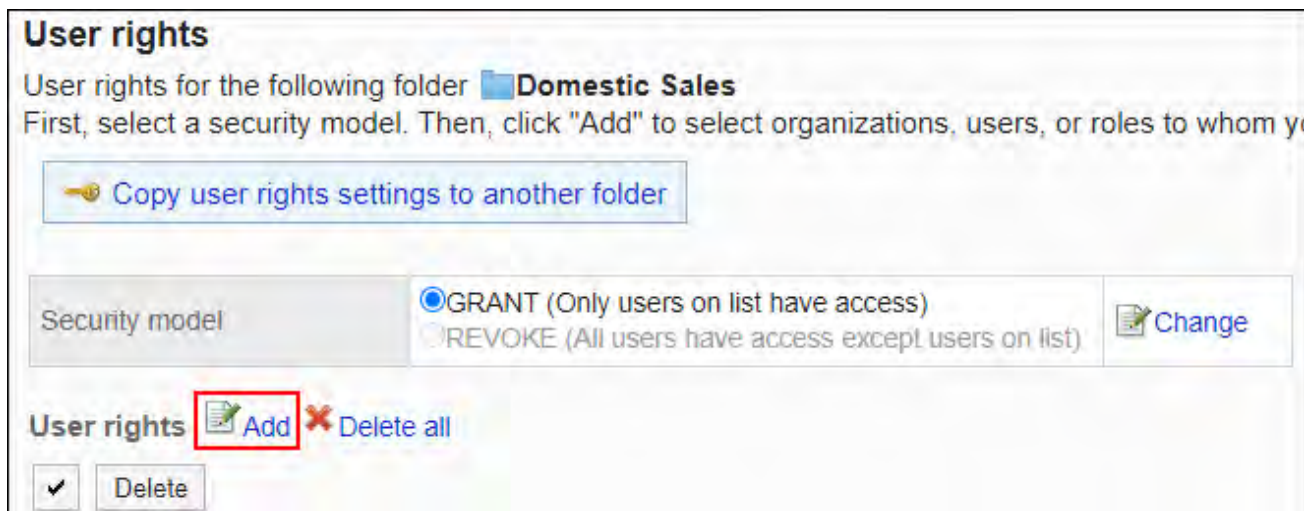 User rights
User rights for the following folder Domestic Sales
First, select a security model. Then, click "Add" to select organizations, users, or roles to whom
Copy user rights settings to another folder
Security model
GRANT (Only users on list have access)
REVOKE (All users have access except users on list)
Change
User rights Add Delete all
Delete